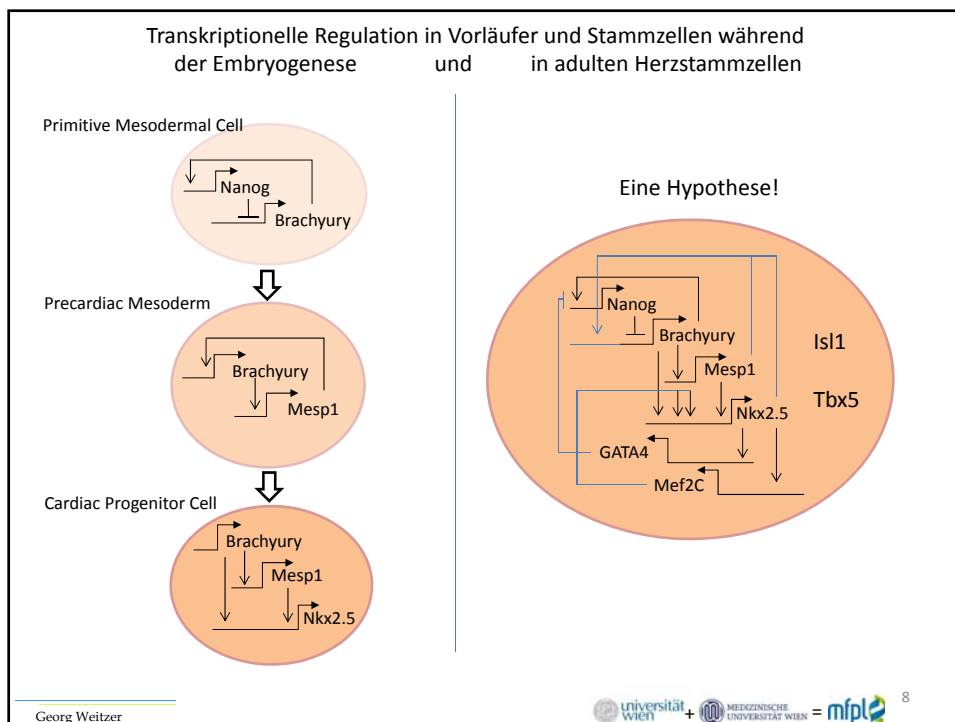 Transkriptionelle Regulation in Vorläufer und Stammzellen während
der Embryogenese und in adulten Herzstammzellen
Primitive Mesodermal Cell
Nanog
Brachyury
Precardiac Mesoderm
Brachyury
Mesp1
Cardiac Progenitor Cell
Brachyury
Mesp1
Nkx2.5
Eine Hypothese!
Nanog
Brachyury
Mesp1
Nkx2.5
GATA4
Mef2C
Isl1
Tbx5
Georg Weitzer
universität
wien
+
MEDIZINISCHE
UNIVERSITÄT WIEN
=
mfpl
8